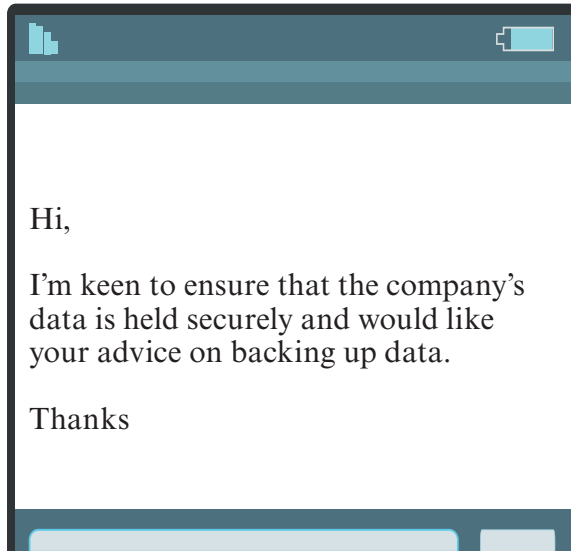 Hi,
I’m keen to ensure that the company’s
data is held securely and would like
your advice on backing up data.
Thanks